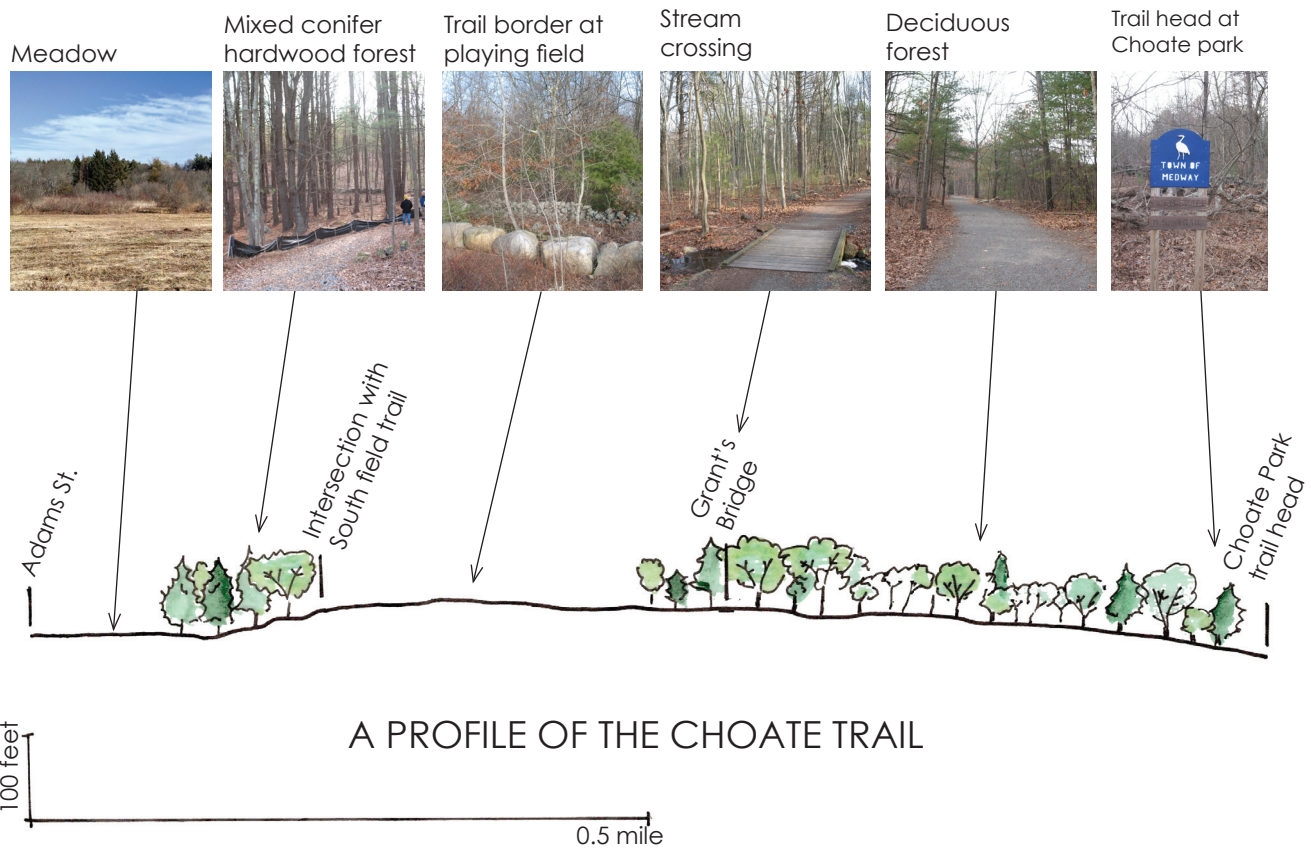 Meadow
Mixed conifer
hardwood forest
Trail border at
playing field
Stream
crossing
Deciduous
forest
Trail head at
Choate park
TOWN OF
MEDWAY
Adams St.
Intersection with
South field trail
Grant's
Bridge
Choate Park
trail head
A PROFILE OF THE CHOATE TRAIL
100 feet
0.5 mile